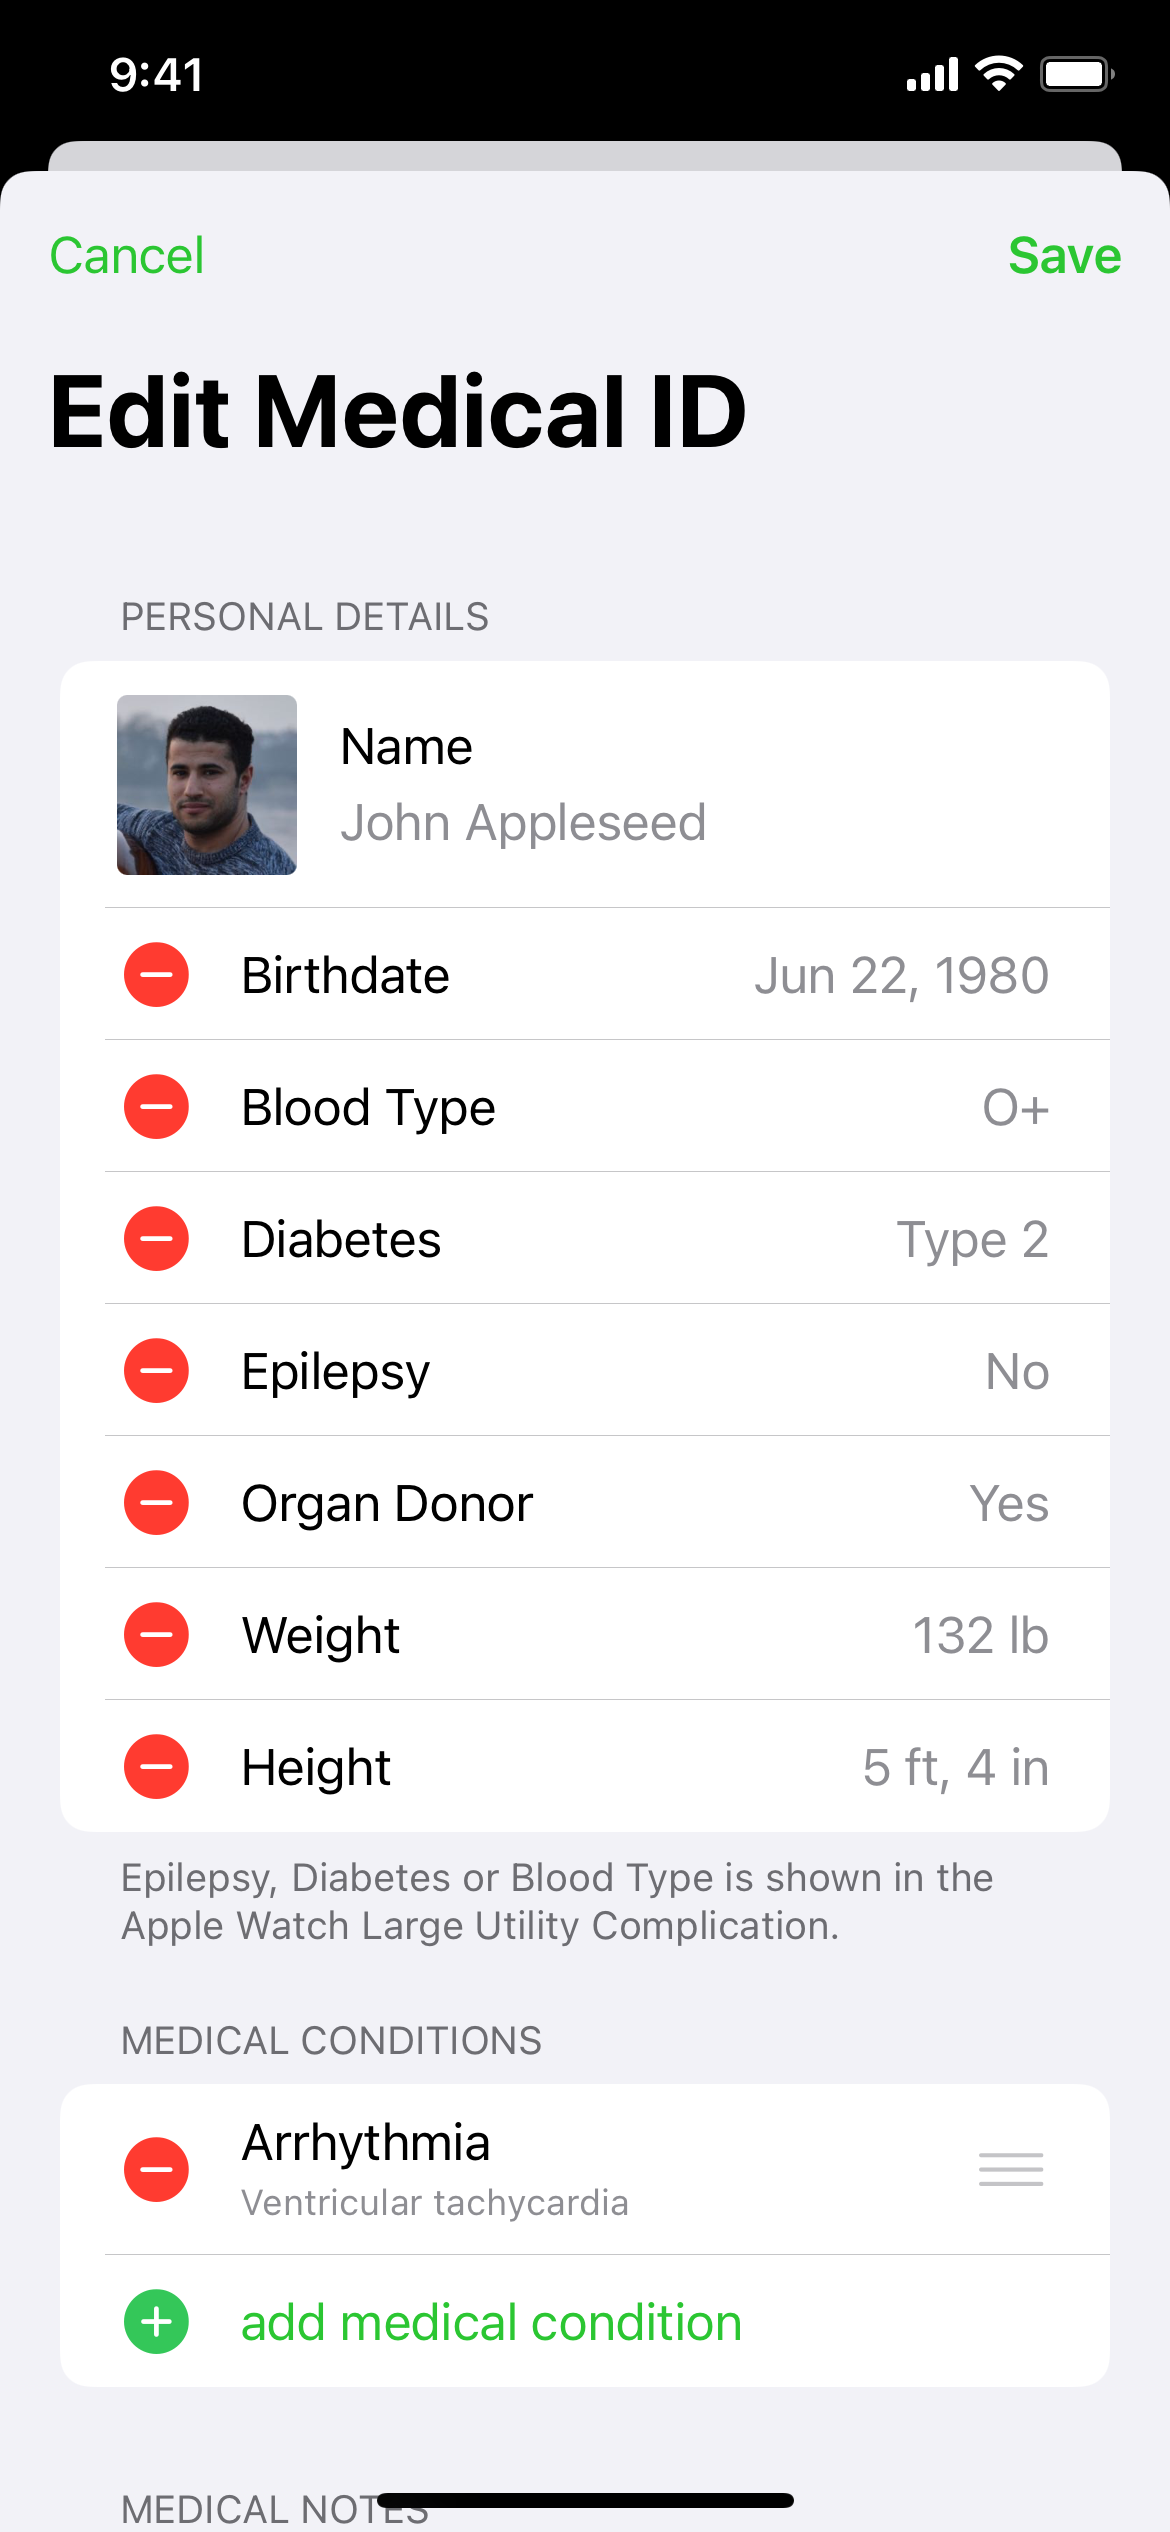 9:41
Cancel
Save
Edit Medical ID
PERSONAL DETAILS
Name
John Appleseed
Birthdate
Jun 22, 1980
Blood Type
O+
Diabetes
Type 2
Epilepsy
No
Organ Donor
Yes
Weight
132 lb
Height
5 ft, 4 in
Epilepsy, Diabetes or Blood Type is shown in the
Apple Watch Large Utility Complication.
MEDICAL CONDITIONS
Arrhythmia
Ventricular tachycardia
add medical condition
MEDICAL NOTES